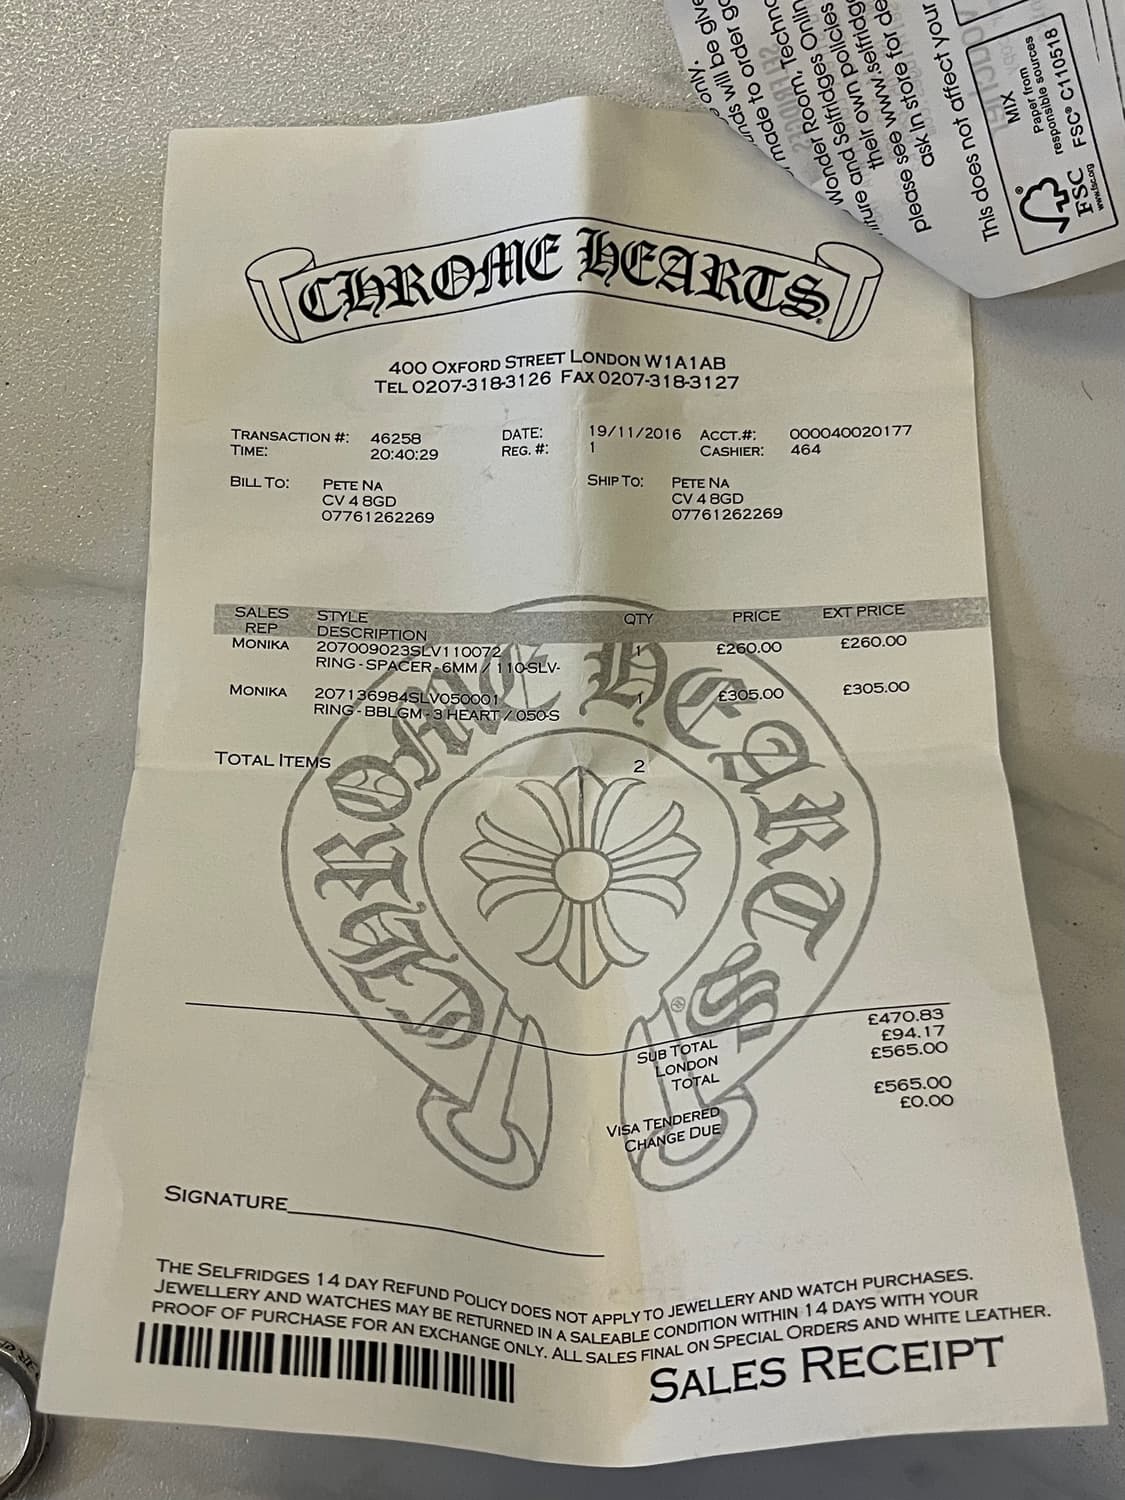 CHROME HEARTS
400 OXFORD STREET LONDON W1A1AB
TEL 0207-318-3126 FAX 0207-318-3127
TRANSACTION #: 46258 DATE: 19/11/2016 ACCT.#: 000040020177
TIME: 20:40:29 REG. #: 1 CASHIER: 464
BILL TO: PETE NA SHIP TO: PETE NA
CV 4 8GD CV 4 8GD
07761262269 07761262269
SALES REP STYLE DESCRIPTION QTY PRICE EXT PRICE
MONIKA 207009023SLV110072 1 £260.00 £260.00
RING - SPACER - 6MM / 110-SLV-
MONIKA 207136984SLV050001 1 £305.00 £305.00
RING - BBLGM - 3 HEART / 050-S
TOTAL ITEMS 2
CHROME HEARTS
SUB TOTAL £470.83
LONDON £94.17
TOTAL £565.00
VISA TENDERED £565.00
CHANGE DUE £0.00
SIGNATURE
THE SELFRIDGES 14 DAY REFUND POLICY DOES NOT APPLY TO JEWELLERY AND WATCH PURCHASES.
JEWELLERY AND WATCHES MAY BE RETURNED IN A SALEABLE CONDITION WITHIN 14 DAYS WITH YOUR
PROOF OF PURCHASE FOR AN EXCHANGE ONLY. ALL SALES FINAL ON SPECIAL ORDERS AND WHITE LEATHER.
SALES RECEIPT
only.
will be give
made to order go
Wonder Room, Techno
and Selfridges Onlin
their own policies
please see www.selfridge
ask in store for de
This does not affect your
MIX
Paper from
responsible sources
FSC® C110518
FSC
www.fsc.org